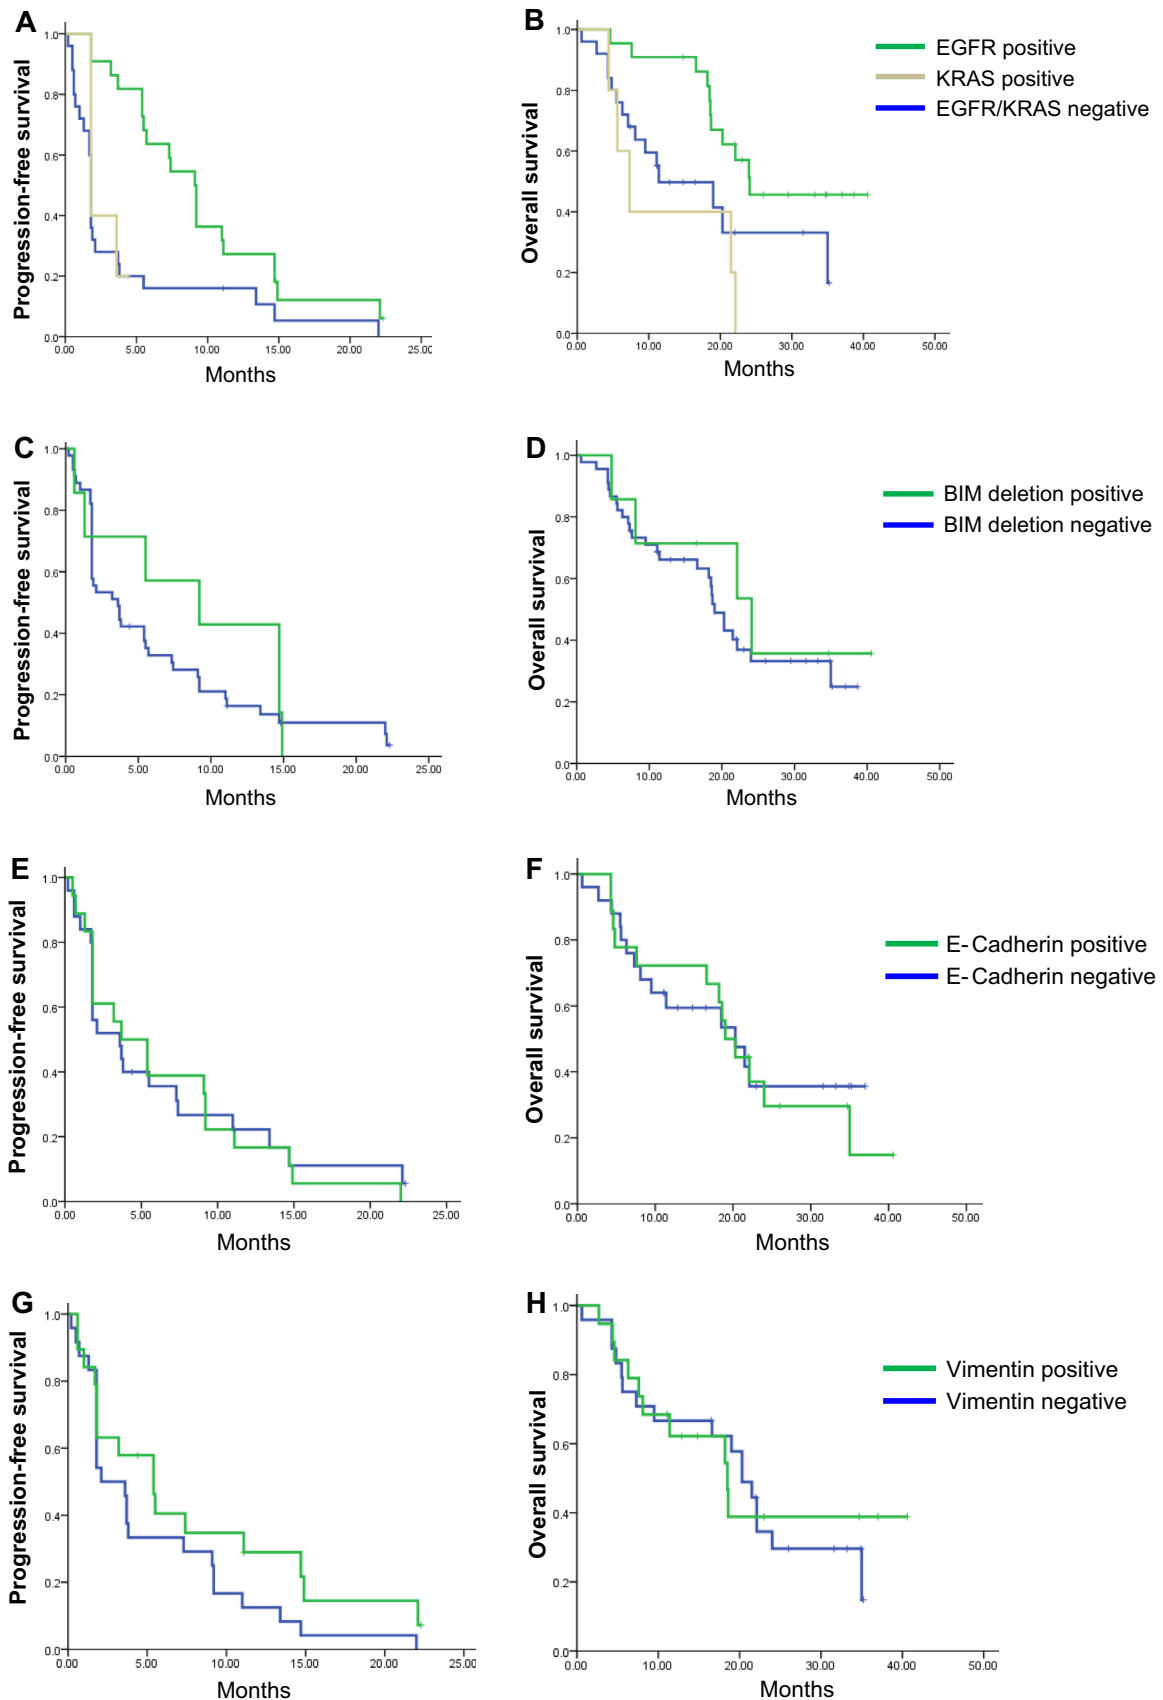 A
Progression-free survival
1.0
0.8
0.6
0.4
0.2
0.0
0.00 5.00 10.00 15.00 20.00 25.00
Months
B
Overall survival
1.0
0.8
0.6
0.4
0.2
0.0
0.00 10.00 20.00 30.00 40.00 50.00
Months
EGFR positive
KRAS positive
EGFR/KRAS negative
C
Progression-free survival
1.0
0.8
0.6
0.4
0.2
0.0
0.00 5.00 10.00 15.00 20.00 25.00
Months
D
Overall survival
1.0
0.8
0.6
0.4
0.2
0.0
0.00 10.00 20.00 30.00 40.00 50.00
Months
BIM deletion positive
BIM deletion negative
E
Progression-free survival
1.0
0.8
0.6
0.4
0.2
0.0
0.00 5.00 10.00 15.00 20.00 25.00
Months
F
Overall survival
1.0
0.8
0.6
0.4
0.2
0.0
0.00 10.00 20.00 30.00 40.00 50.00
Months
E-Cadherin positive
E-Cadherin negative
G
Progression-free survival
1.0
0.8
0.6
0.4
0.2
0.0
0.00 5.00 10.00 15.00 20.00 25.00
Months
H
Overall survival
1.0
0.8
0.6
0.4
0.2
0.0
0.00 10.00 20.00 30.00 40.00 50.00
Months
Vimentin positive
Vimentin negative